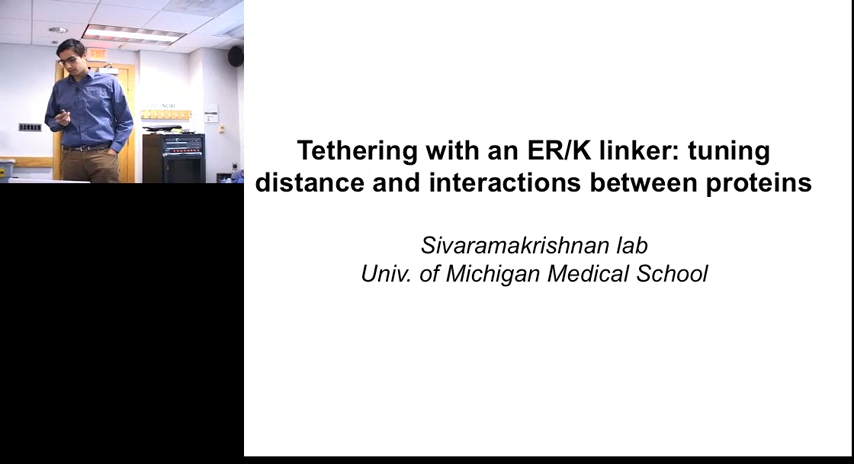 Tethering with an ER/K linker: tuning
distance and interactions between proteins
Sivaramakrishnan lab
Univ. of Michigan Medical School